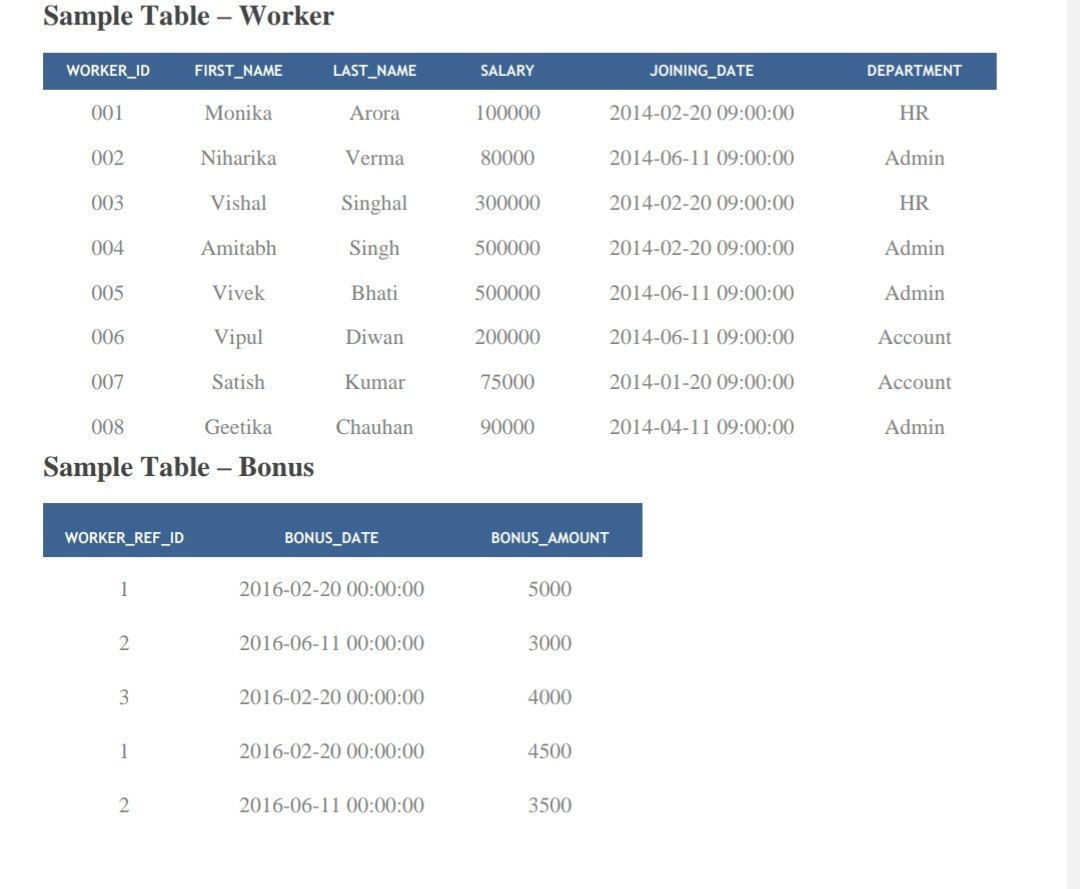 Sample Table – Worker
WORKER_ID FIRST_NAME LAST_NAME SALARY JOINING_DATE DEPARTMENT
001 Monika Arora 100000 2014-02-20 09:00:00 HR
002 Niharika Verma 80000 2014-06-11 09:00:00 Admin
003 Vishal Singhal 300000 2014-02-20 09:00:00 HR
004 Amitabh Singh 500000 2014-02-20 09:00:00 Admin
005 Vivek Bhati 500000 2014-06-11 09:00:00 Admin
006 Vipul Diwan 200000 2014-06-11 09:00:00 Account
007 Satish Kumar 75000 2014-01-20 09:00:00 Account
008 Geetika Chauhan 90000 2014-04-11 09:00:00 Admin
Sample Table – Bonus
WORKER_REF_ID BONUS_DATE BONUS_AMOUNT
1 2016-02-20 00:00:00 5000
2 2016-06-11 00:00:00 3000
3 2016-02-20 00:00:00 4000
1 2016-02-20 00:00:00 4500
2 2016-06-11 00:00:00 3500